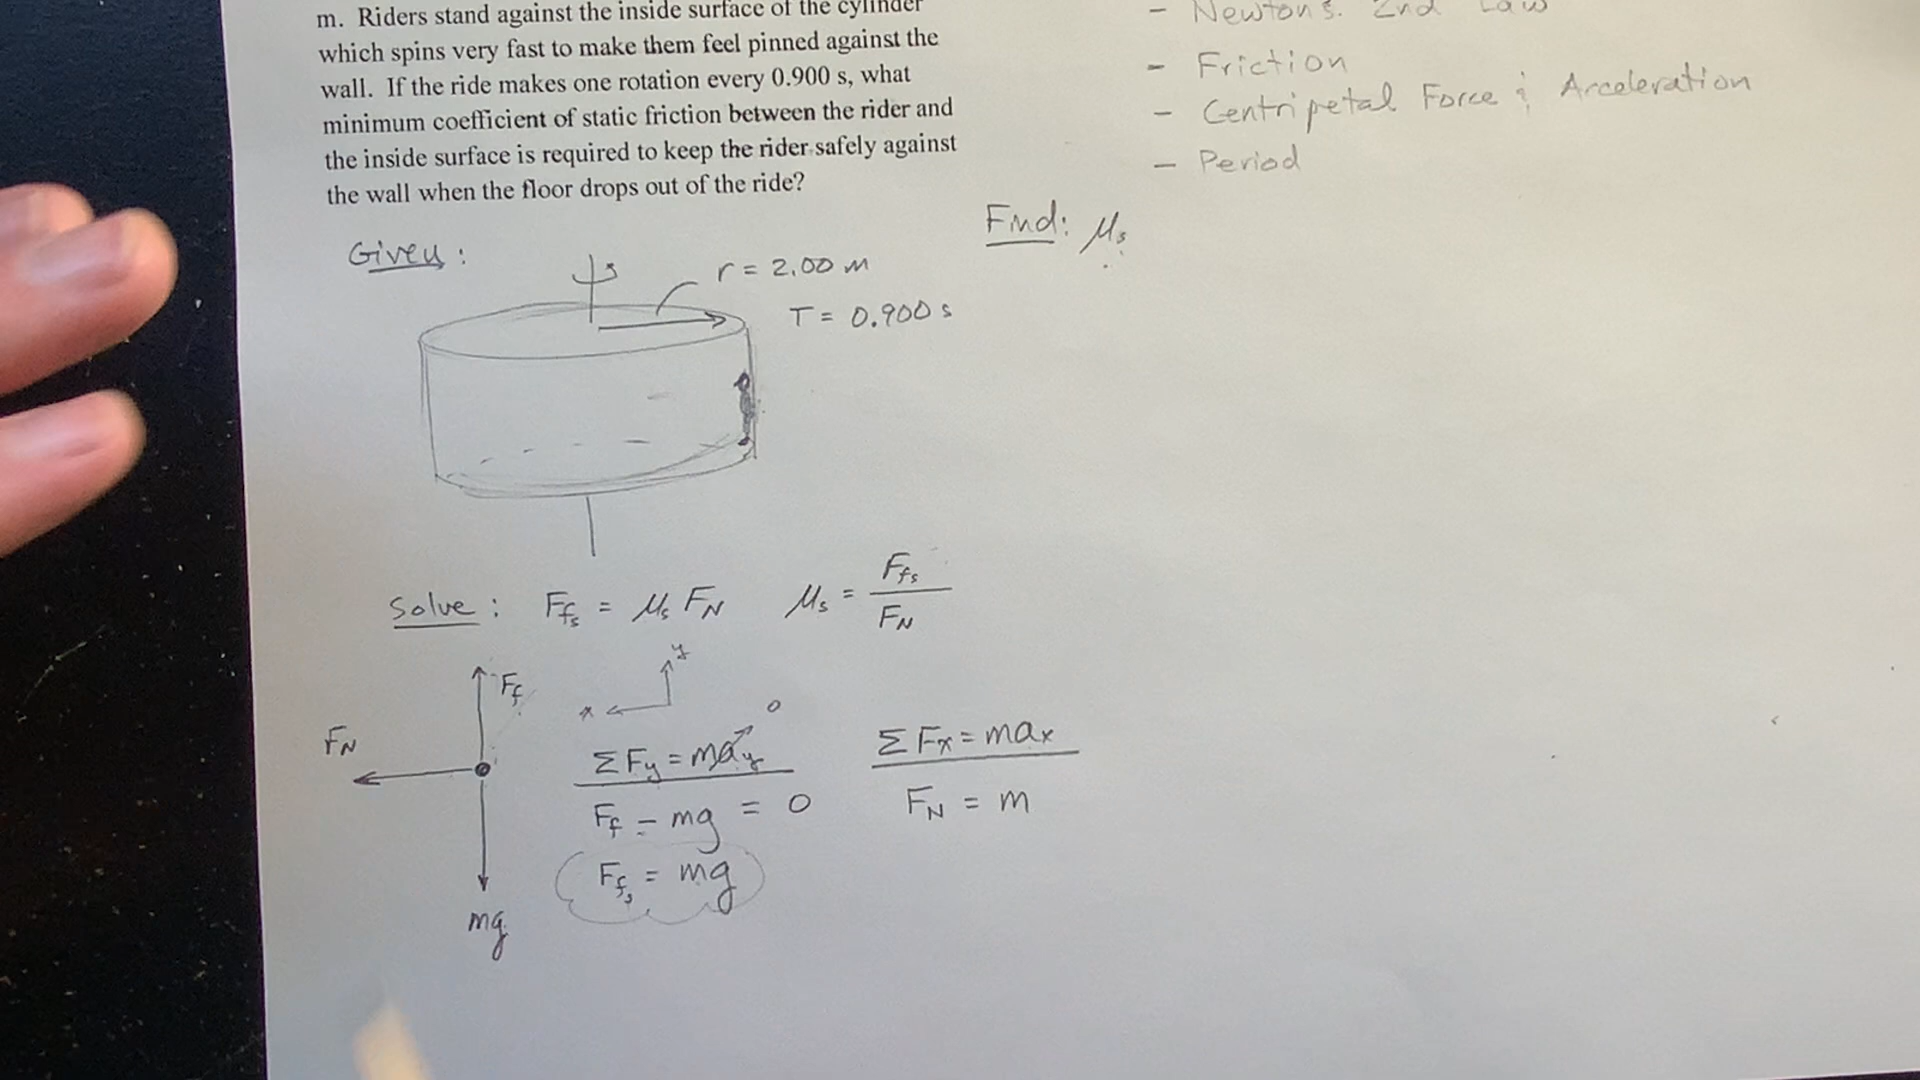 m. Riders stand against the inside surface of the cylinder
which spins very fast to make them feel pinned against the
wall. If the ride makes one rotation every 0.900 s, what
minimum coefficient of static friction between the rider and
the inside surface is required to keep the rider safely against
the wall when the floor drops out of the ride?
- Newton's 2nd Law
- Friction
- Centripetal Force & Acceleration
- Period
Find: μs
Given:
r = 2.00 m
T = 0.900 s
Solve: Ffs = μs FN μs = Ffs / FN
Ff
y
x
FN
mg
ΣFy = may 0
Ff - mg = 0
Ffs = mg
ΣFx = max
FN = m